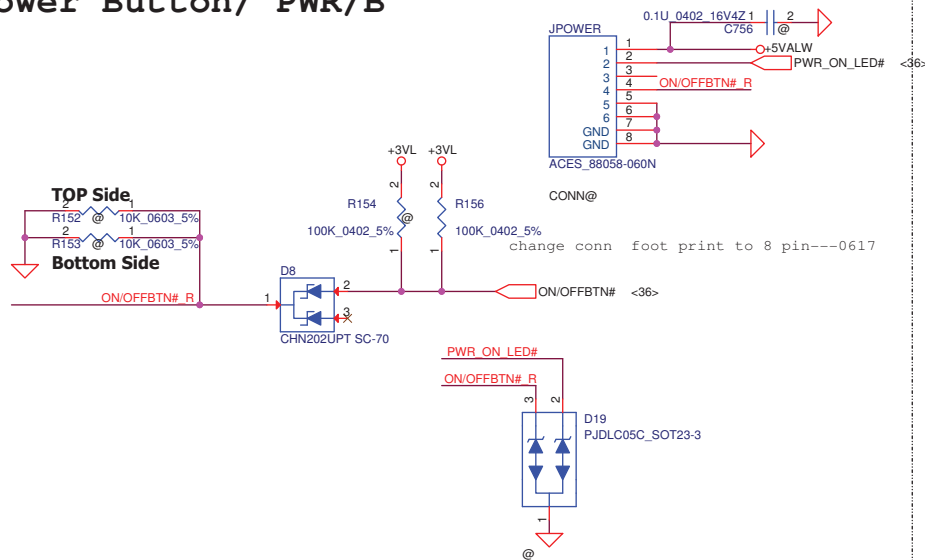 ower Button/ PWR/B
0.1U_0402_16V4Z 1 2
C756 @
JPOWER
1 1
+5VALW
2 2
PWR_ON_LED# <36>
3 3
4 4
ON/OFFBTN#_R
5 5
6 6
GND 7
GND 8
ACES_88058-060N
CONN@
+3VL +3VL
2 2
R154 @ R156
100K_0402_5% 100K_0402_5%
1 1
change conn foot print to 8 pin---0617
TOP Side
2 1
R152 @ 10K_0603_5%
2 1
R153 @ 10K_0603_5%
Bottom Side
ON/OFFBTN#_R
D8
1 2
3
CHN202UPT SC-70
ON/OFFBTN# <36>
PWR_ON_LED#
ON/OFFBTN#_R
3 2
D19
PJDLC05C_SOT23-3
1
@